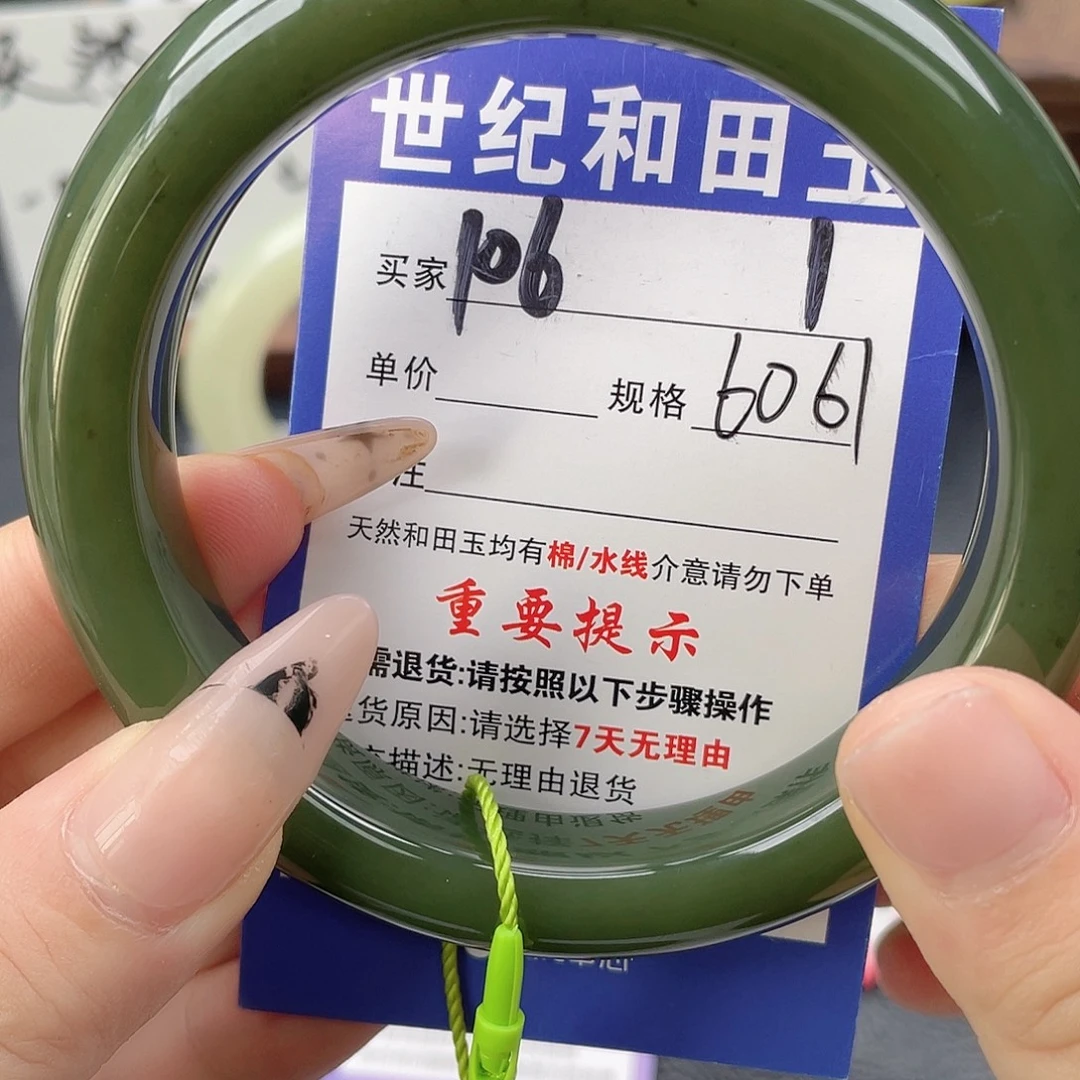 世纪和田玉
买家 p6 1
单价 规格 6061
注
天然和田玉均有棉/水线介意请勿下单
重要提示
需退货:请按照以下步骤操作
货原因:请选择7天无理由
描述:无理由退货